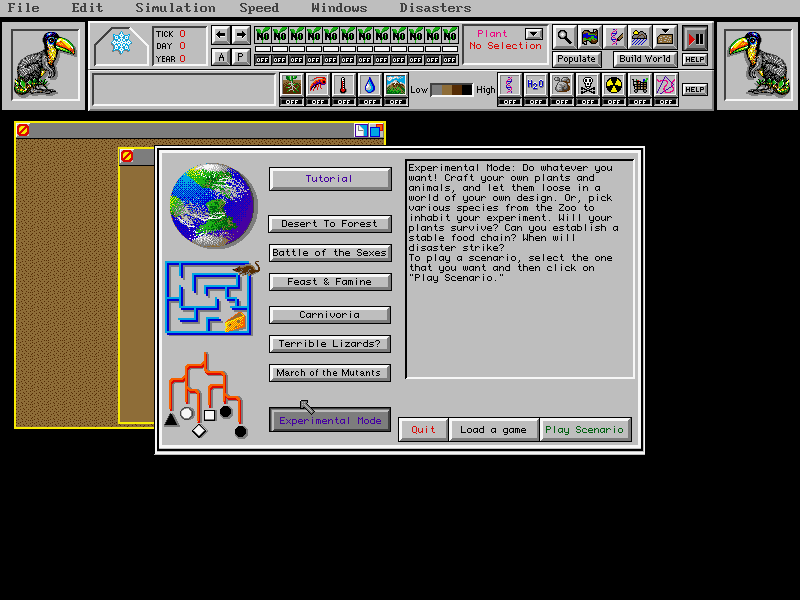 File Edit Simulation Speed Windows Disasters
TICK 0
DAY 0
YEAR 0
A P
NO NO NO NO NO NO NO NO NO NO NO NO
OFF OFF OFF OFF OFF OFF OFF OFF OFF OFF OFF OFF
Plant
No Selection
Populate
Build World
HELP
Low
High
H2O
HELP
OFF OFF OFF OFF OFF
OFF OFF OFF OFF OFF OFF OFF
Tutorial
Desert To Forest
Battle of the Sexes
Feast & Famine
Carnivoria
Terrible Lizards?
March of the Mutants
Experimental Mode
Experimental Mode: Do whatever you
want! Craft your own plants and
animals, and let them loose in a
world of your own design. Or, pick
various species from the Zoo to
inhabit your experiment. Will your
plants survive? Can you establish a
stable food chain? When will
disaster strike?
To play a scenario, select the one
that you want and then click on
"Play Scenario."
Quit
Load a game
Play Scenario